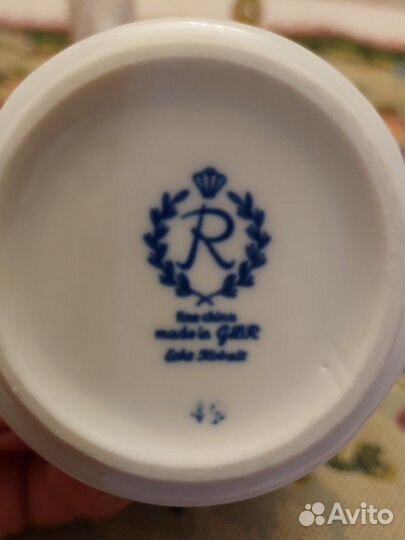 R
fine china
made in GDR
Echt Kobalt
45
Avito